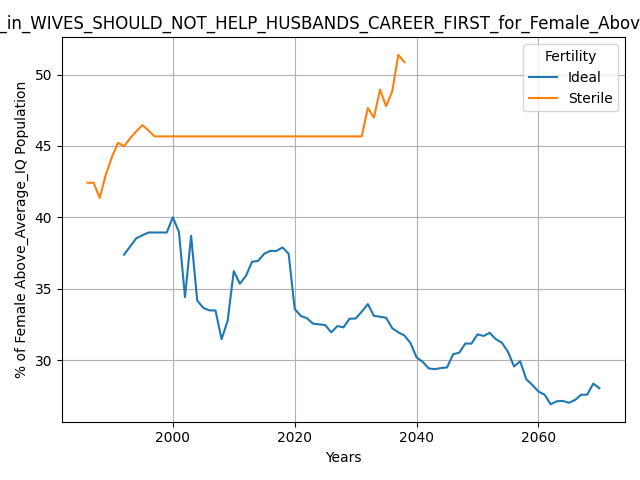 _in_WIVES_SHOULD_NOT_HELP_HUSBANDS_CAREER_FIRST_for_Female_Abov
Fertility
Ideal
Sterile
% of Female Above_Average_IQ Population
50
45
40
35
30
2000
2020
2040
2060
Years